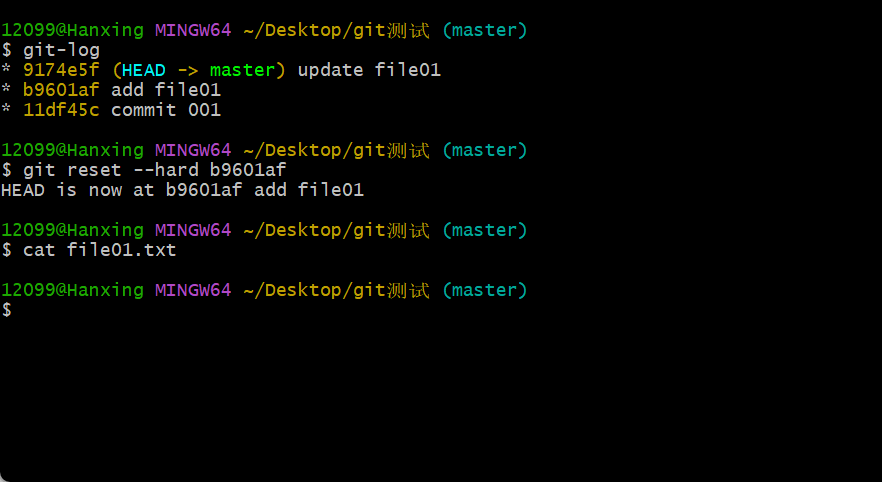 12099@Hanxing MINGW64 ~/Desktop/git测试 (master)
$ git-log
* 9174e5f (HEAD -> master) update file01
* b9601af add file01
* 11df45c commit 001
12099@Hanxing MINGW64 ~/Desktop/git测试 (master)
$ git reset --hard b9601af
HEAD is now at b9601af add file01
12099@Hanxing MINGW64 ~/Desktop/git测试 (master)
$ cat file01.txt
12099@Hanxing MINGW64 ~/Desktop/git测试 (master)
$